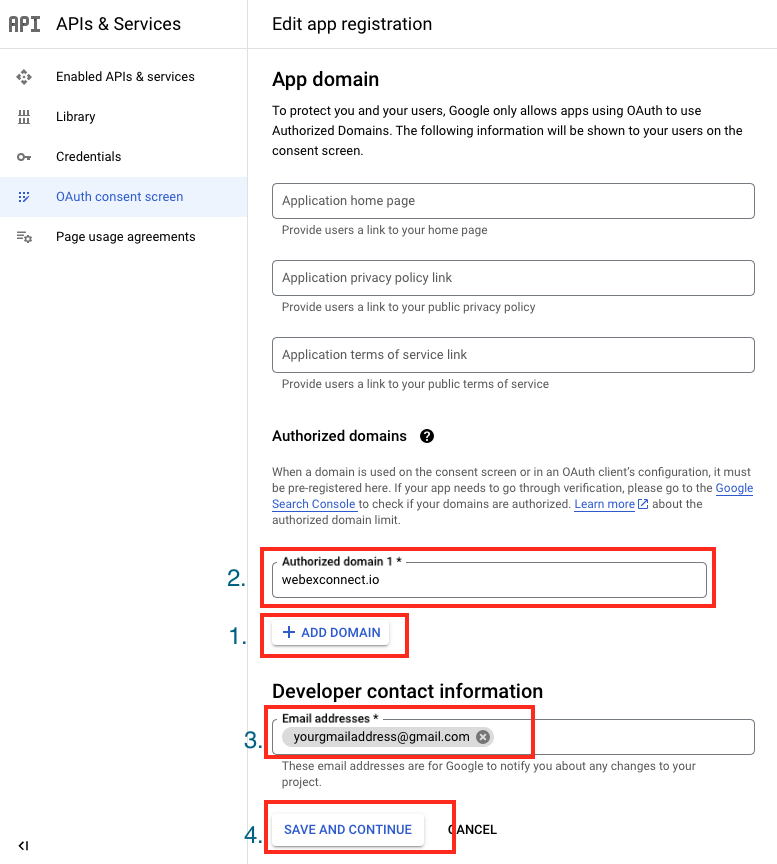 API APIs & Services
Edit app registration
Enabled APIs & services
Library
Credentials
OAuth consent screen
Page usage agreements
App domain
To protect you and your users, Google only allows apps using OAuth to use
Authorized Domains. The following information will be shown to your users on the
consent screen.
Application home page
Provide users a link to your home page
Application privacy policy link
Provide users a link to your public privacy policy
Application terms of service link
Provide users a link to your public terms of service
Authorized domains ?
When a domain is used on the consent screen or in an OAuth client's configuration, it must
be pre-registered here. If your app needs to go through verification, please go to the Google
Search Console to check if your domains are authorized. Learn more about the
authorized domain limit.
Authorized domain 1 *
2. webexconnect.io
1. + ADD DOMAIN
Developer contact information
Email addresses *
3. yourgmailaddress@gmail.com
These email addresses are for Google to notify you about any changes to your
project.
4. SAVE AND CONTINUE CANCEL